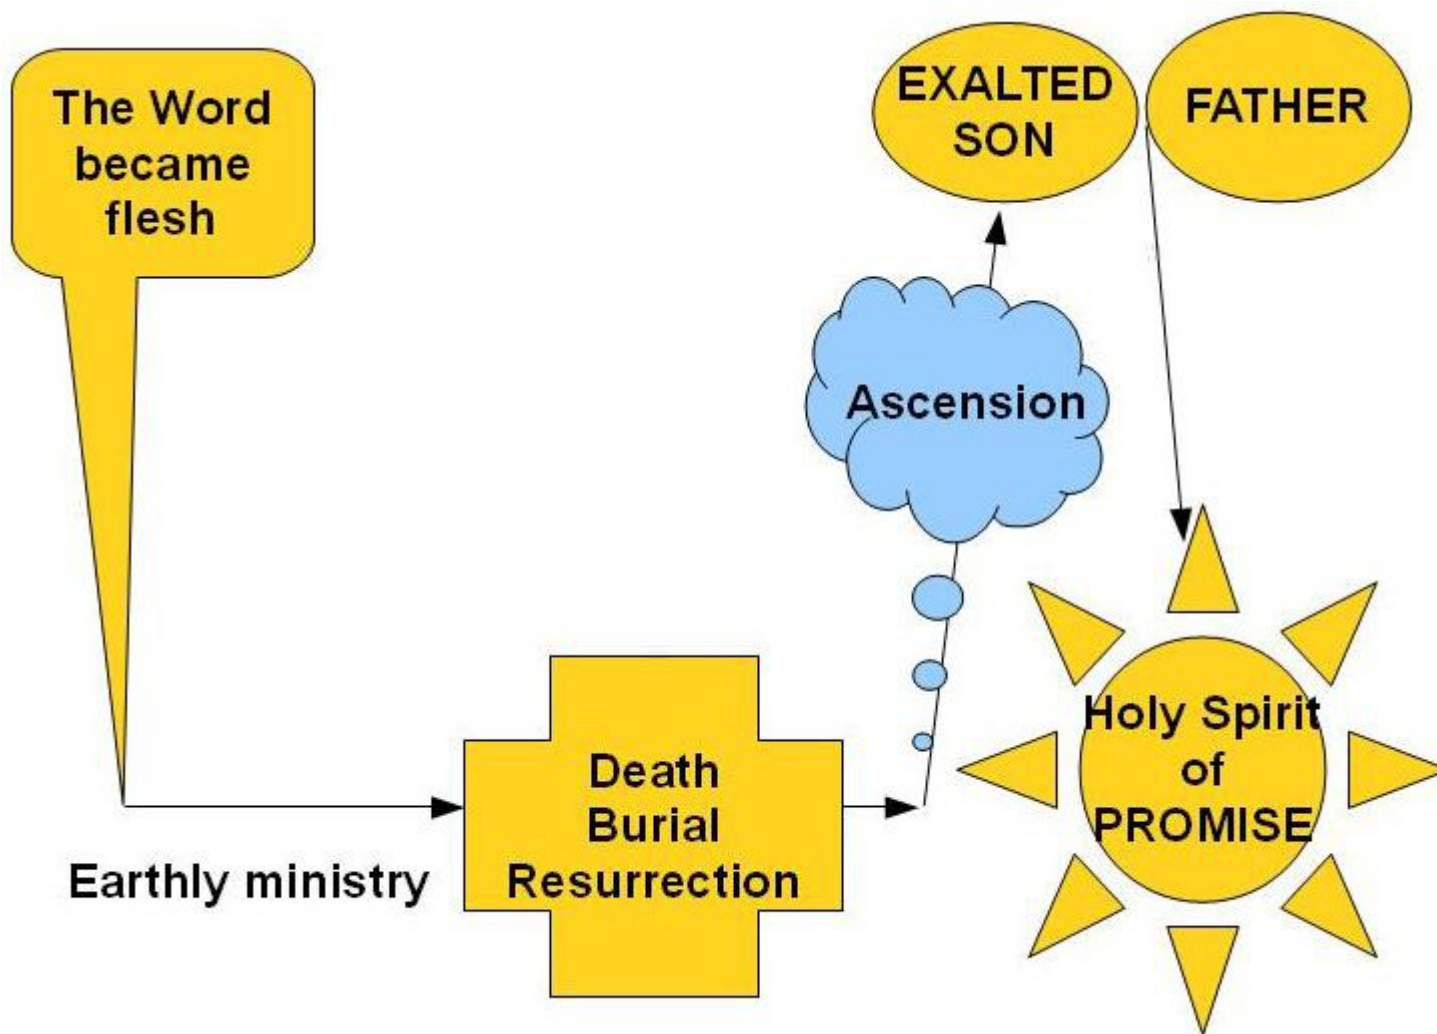 The Word
became
flesh
EXALTED
SON
FATHER
Ascension
Earthly ministry
Death
Burial
Resurrection
Holy Spirit
of
PROMISE